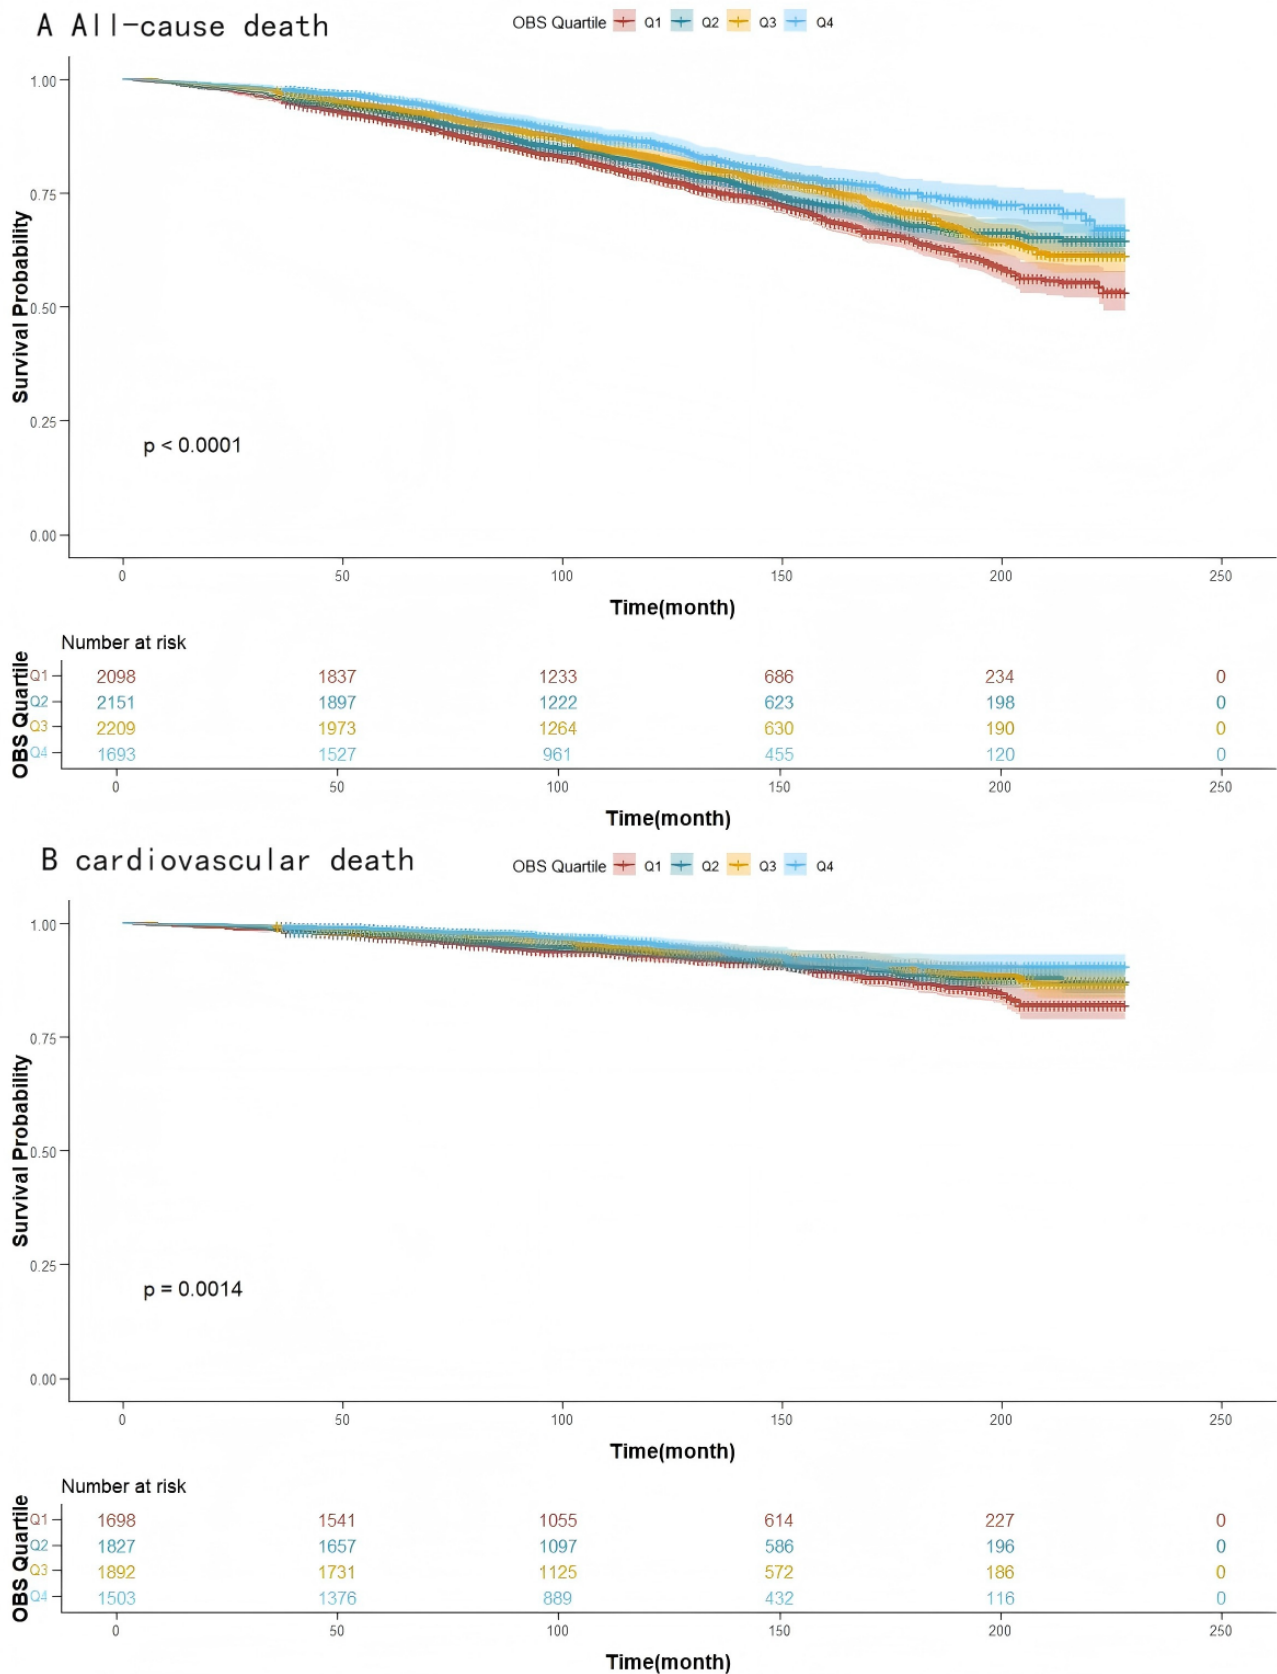 A All-cause death
OBS Quartile Q1 Q2 Q3 Q4
Survival Probability
1.00
0.75
0.50
0.25
0.00
p < 0.0001
0 50 100 150 200 250
Time(month)
Number at risk
OBS Quartile
Q1 2098 1837 1233 686 234 0
Q2 2151 1897 1222 623 198 0
Q3 2209 1973 1264 630 190 0
Q4 1693 1527 961 455 120 0
0 50 100 150 200 250
Time(month)
B cardiovascular death
OBS Quartile Q1 Q2 Q3 Q4
Survival Probability
1.00
0.75
0.50
0.25
0.00
p = 0.0014
0 50 100 150 200 250
Time(month)
Number at risk
OBS Quartile
Q1 1698 1541 1055 614 227 0
Q2 1827 1657 1097 586 196 0
Q3 1892 1731 1125 572 186 0
Q4 1503 1376 889 432 116 0
0 50 100 150 200 250
Time(month)